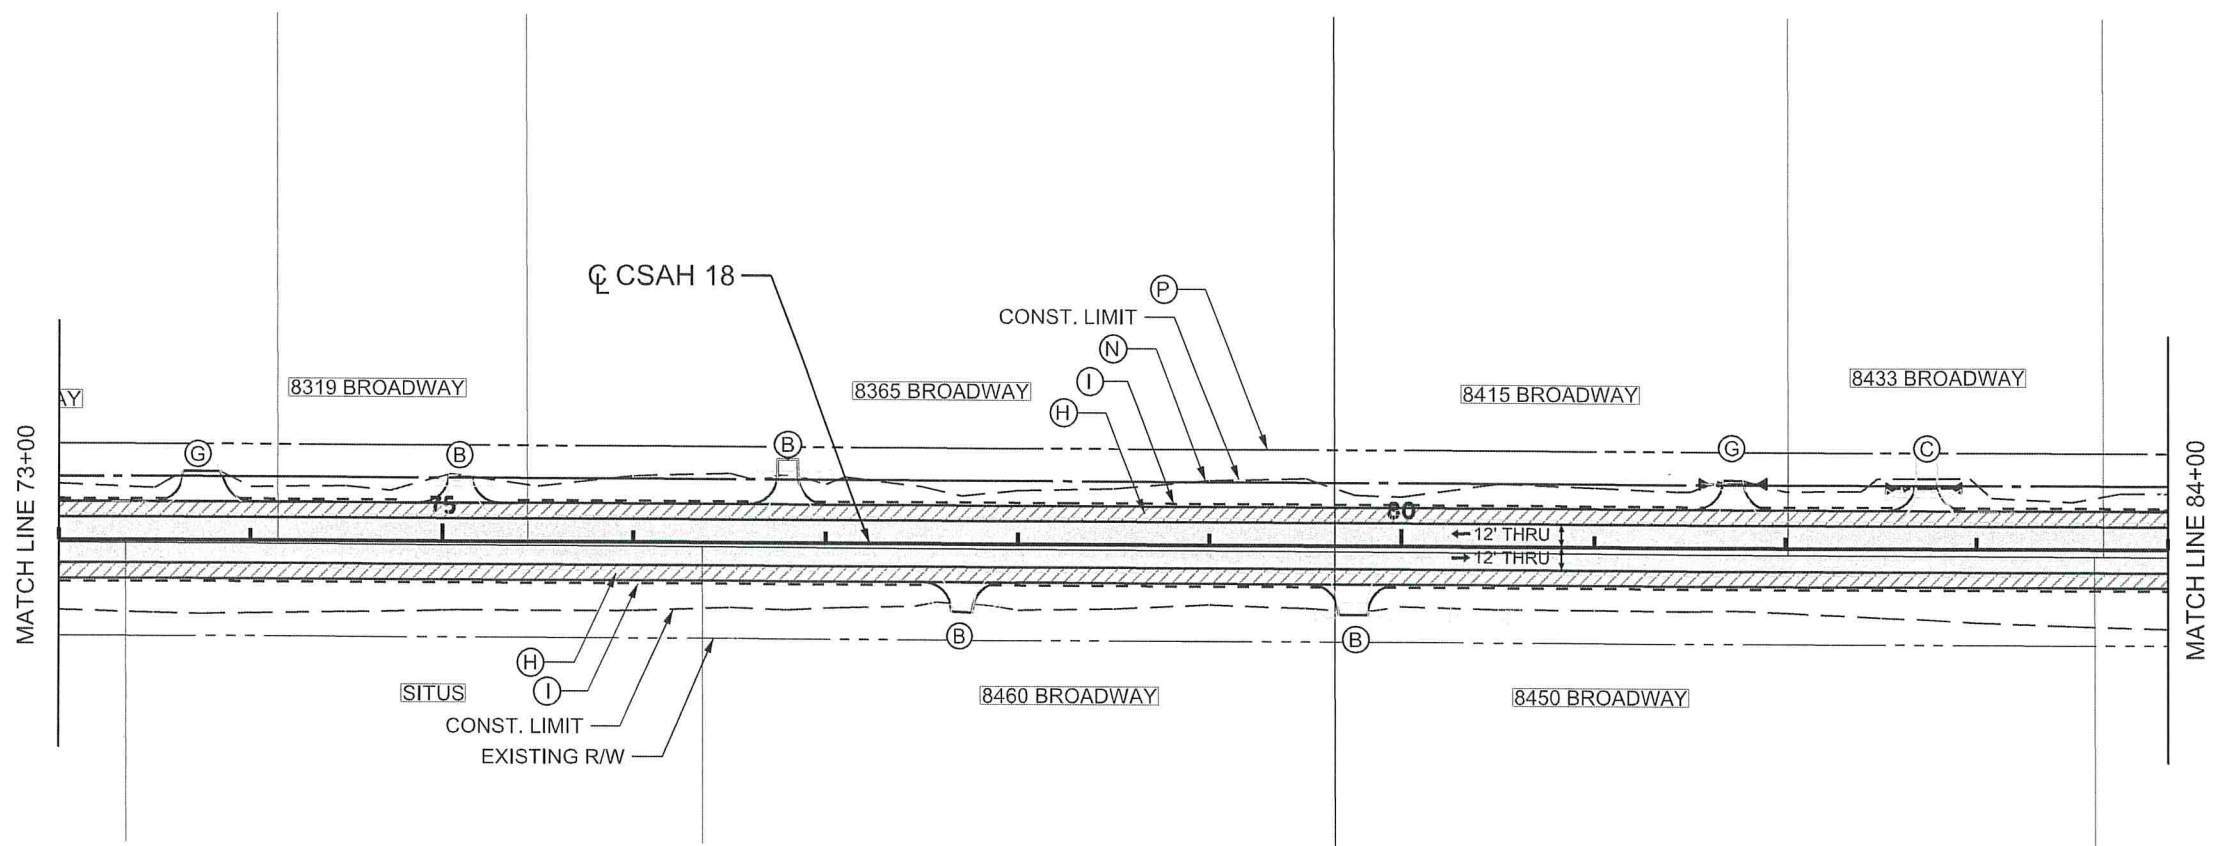 ℄ CSAH 18
P
CONST. LIMIT
N
I
H
8319 BROADWAY
8365 BROADWAY
8415 BROADWAY
8433 BROADWAY
AY
G
B
B
G
C
MATCH LINE 73+00
MATCH LINE 84+00
75
80
← 12' THRU
→ 12' THRU
B
B
H
I
SITUS
CONST. LIMIT
EXISTING R/W
8460 BROADWAY
8450 BROADWAY